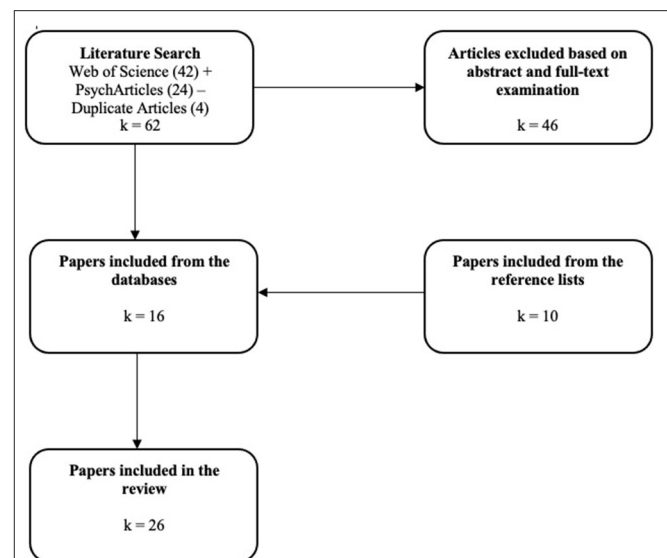 Literature Search
Web of Science (42) +
PsychArticles (24) –
Duplicate Articles (4)
k = 62
Articles excluded based on
abstract and full-text
examination
k = 46
Papers included from the
databases
k = 16
Papers included from the
reference lists
k = 10
Papers included in the
review
k = 26